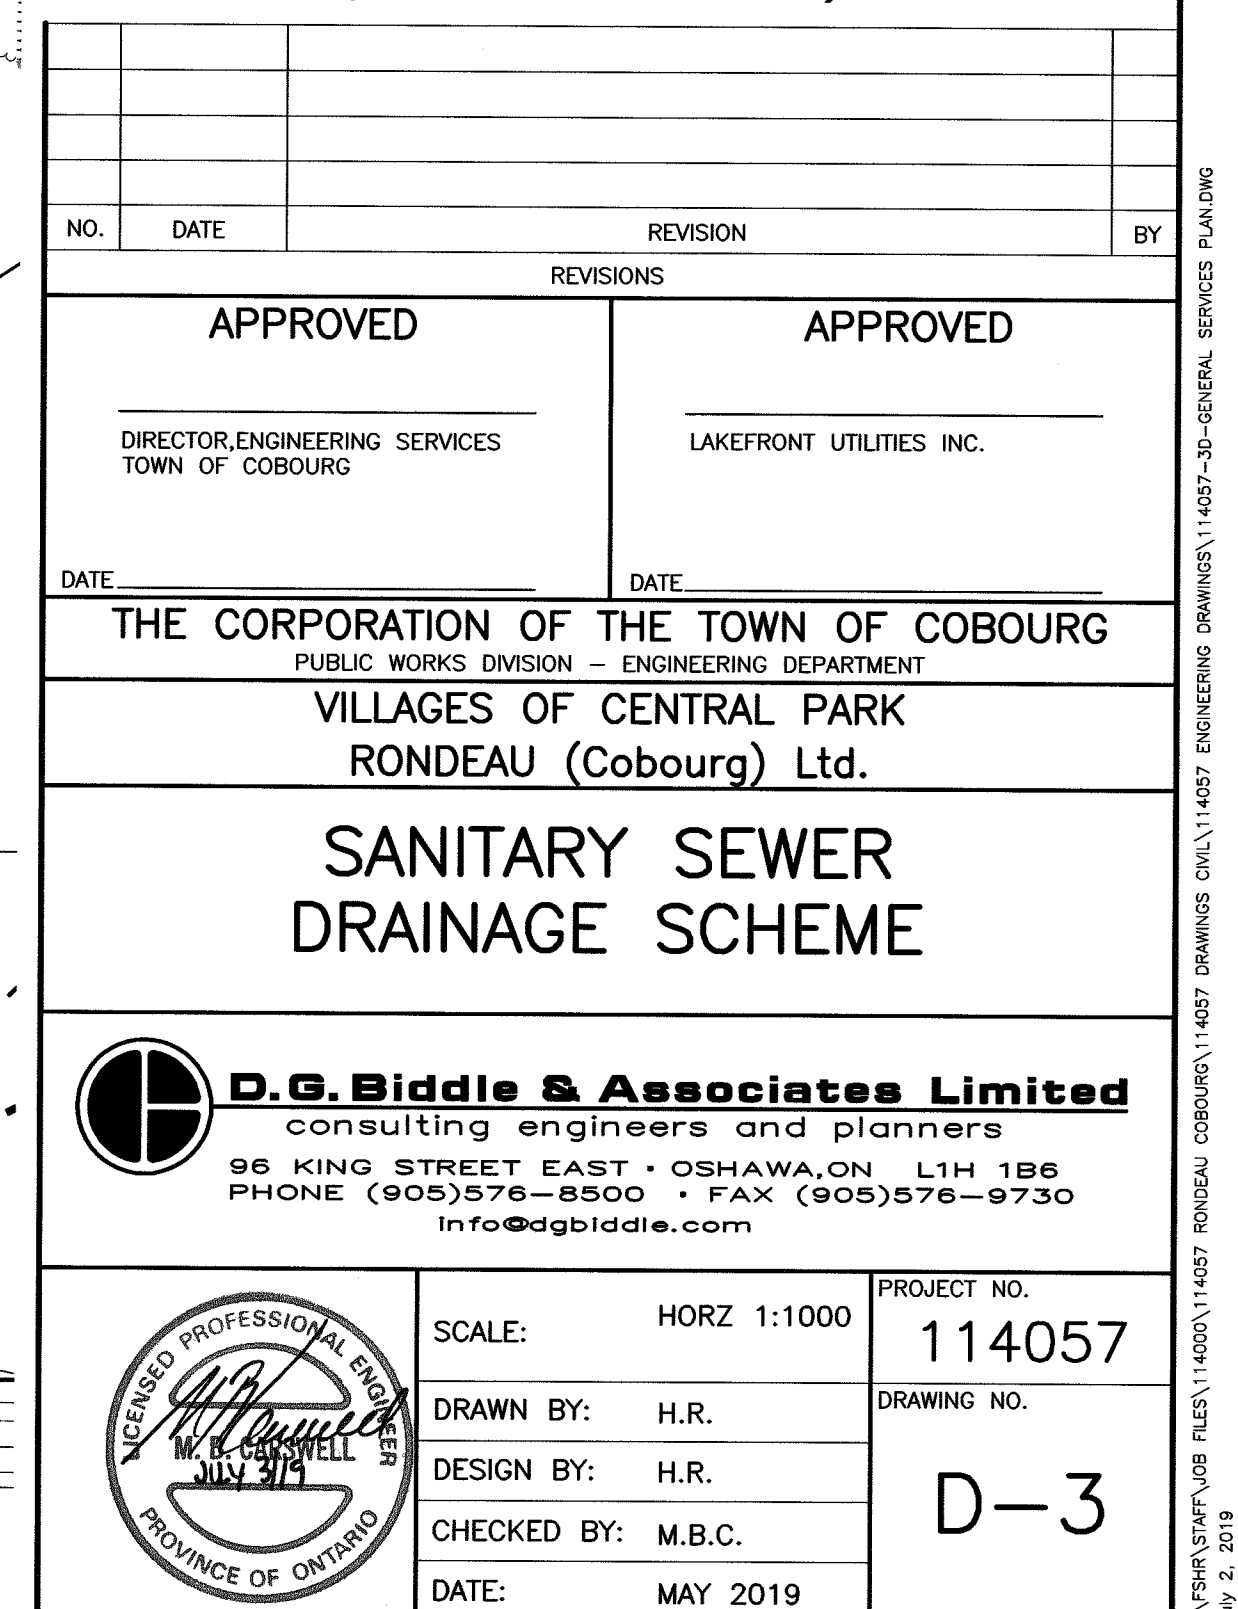 NO. DATE REVISION BY
REVISIONS
APPROVED
DIRECTOR,ENGINEERING SERVICES
TOWN OF COBOURG
DATE
APPROVED
LAKEFRONT UTILITIES INC.
DATE
THE CORPORATION OF THE TOWN OF COBOURG
PUBLIC WORKS DIVISION – ENGINEERING DEPARTMENT
VILLAGES OF CENTRAL PARK
RONDEAU (Cobourg) Ltd.
SANITARY SEWER
DRAINAGE SCHEME
D.G. Biddle & Associates Limited
consulting engineers and planners
96 KING STREET EAST • OSHAWA,ON L1H 1B6
PHONE (905)576–8500 • FAX (905)576–9730
info@dgbiddle.com
LICENSED PROFESSIONAL ENGINEER
M. B. CARSWELL
JULY 3/19
PROVINCE OF ONTARIO
SCALE: HORZ 1:1000
DRAWN BY: H.R.
DESIGN BY: H.R.
CHECKED BY: M.B.C.
DATE: MAY 2019
PROJECT NO.
114057
DRAWING NO.
D–3
\FSHR\STAFF\JOB FILES\114000\114057 RONDEAU COBOURG\114057 DRAWINGS CIVIL\114057 ENGINEERING DRAWINGS\114057–3D–GENERAL SERVICES PLAN.DWG
2, 2019